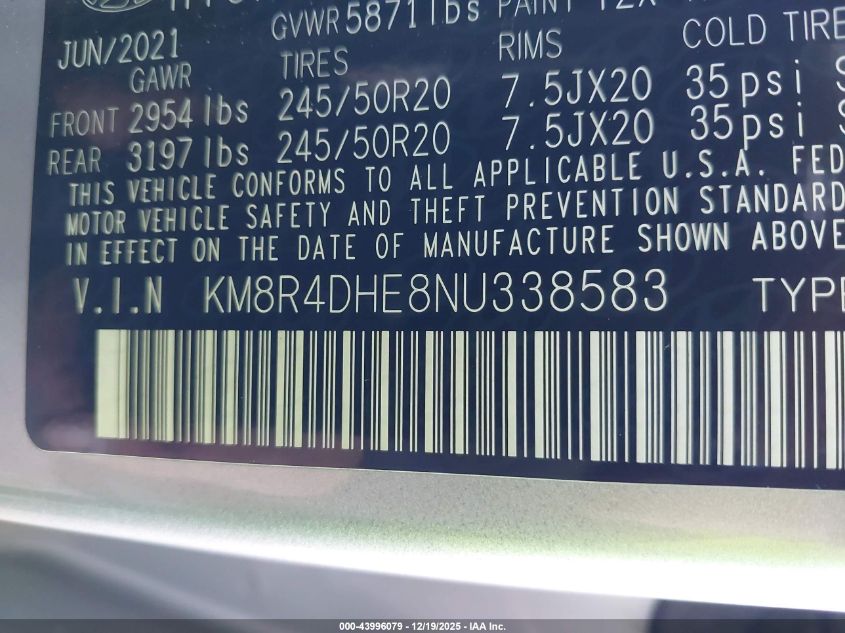 GVWR 5871 lbs PAINT
JUN/2021 TIRES RIMS COLD TIRE
GAWR
FRONT 2954 lbs 245/50R20 7.5JX20 35psi
REAR 3197 lbs 245/50R20 7.5JX20 35psi
THIS VEHICLE CONFORMS TO ALL APPLICABLE U.S.A. FED
MOTOR VEHICLE SAFETY AND THEFT PREVENTION STANDARD
IN EFFECT ON THE DATE OF MANUFACTURE SHOWN ABOVE
V.I.N KM8R4DHE8NU338583 TYPE
000-43996079 - 12/19/2025 - IAA Inc.